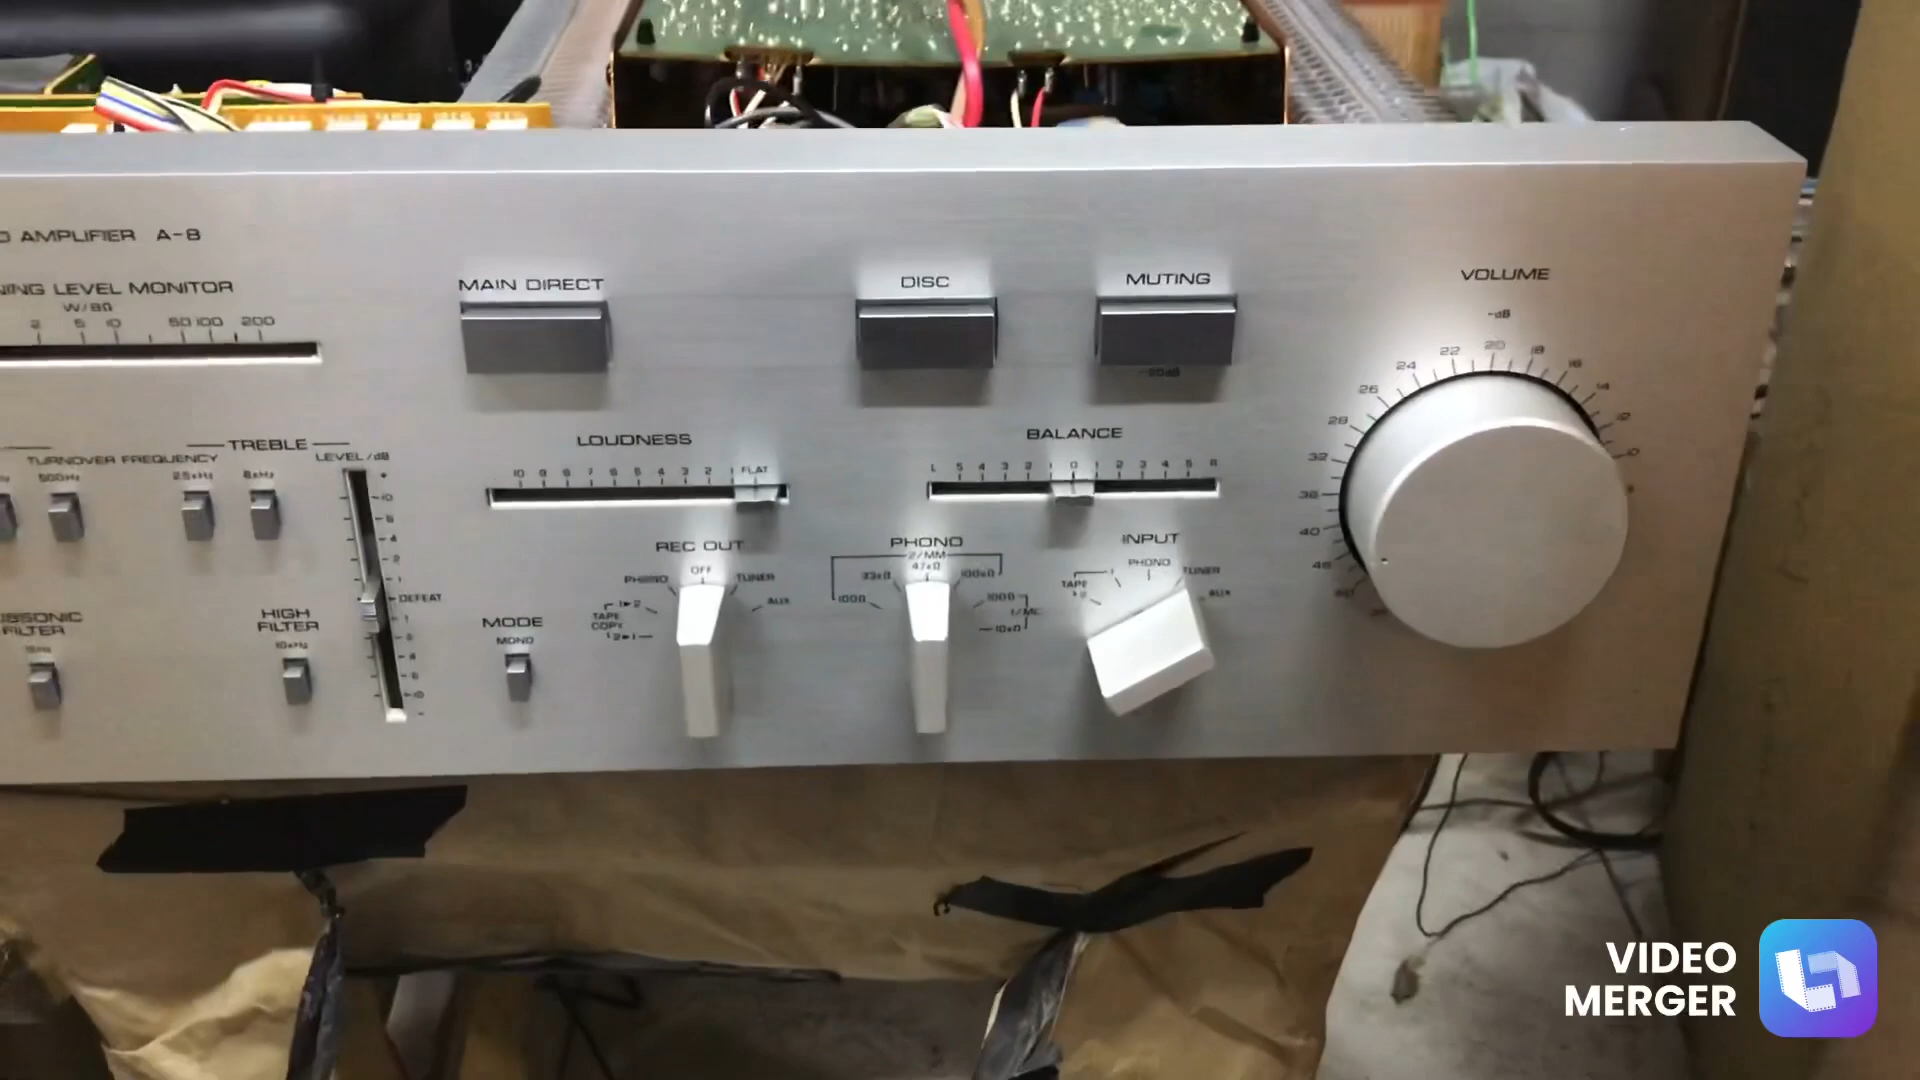 AMPLIFIER A-8
LEVEL MONITOR
W/8Ω
2 5 10 50 100 200
MAIN DIRECT
DISC
MUTING
-20dB
VOLUME
-dB
20
22
18
24
16
26
14
28
12
32
10
36
40
TREBLE
TURNOVER FREQUENCY
LEVEL/dB
500Hz
2.5kHz
8kHz
+
10
DEFEAT
LOUDNESS
10 9 8 7 6 5 4 3 2 1 FLAT
BALANCE
L 5 4 3 2 1 0 1 2 3 4 5 R
FILTER
HIGH
FILTER
10kHz
MODE
MONO
REC OUT
PHONO
OFF
TUNER
AUX
TAPE
COPY
1▸2
2▸1
PHONO
2/MM
47kΩ
33kΩ
100kΩ
100Ω
100Ω
1/MC
10kΩ
INPUT
PHONO
TUNER
AUX
TAPE
VIDEO
MERGER